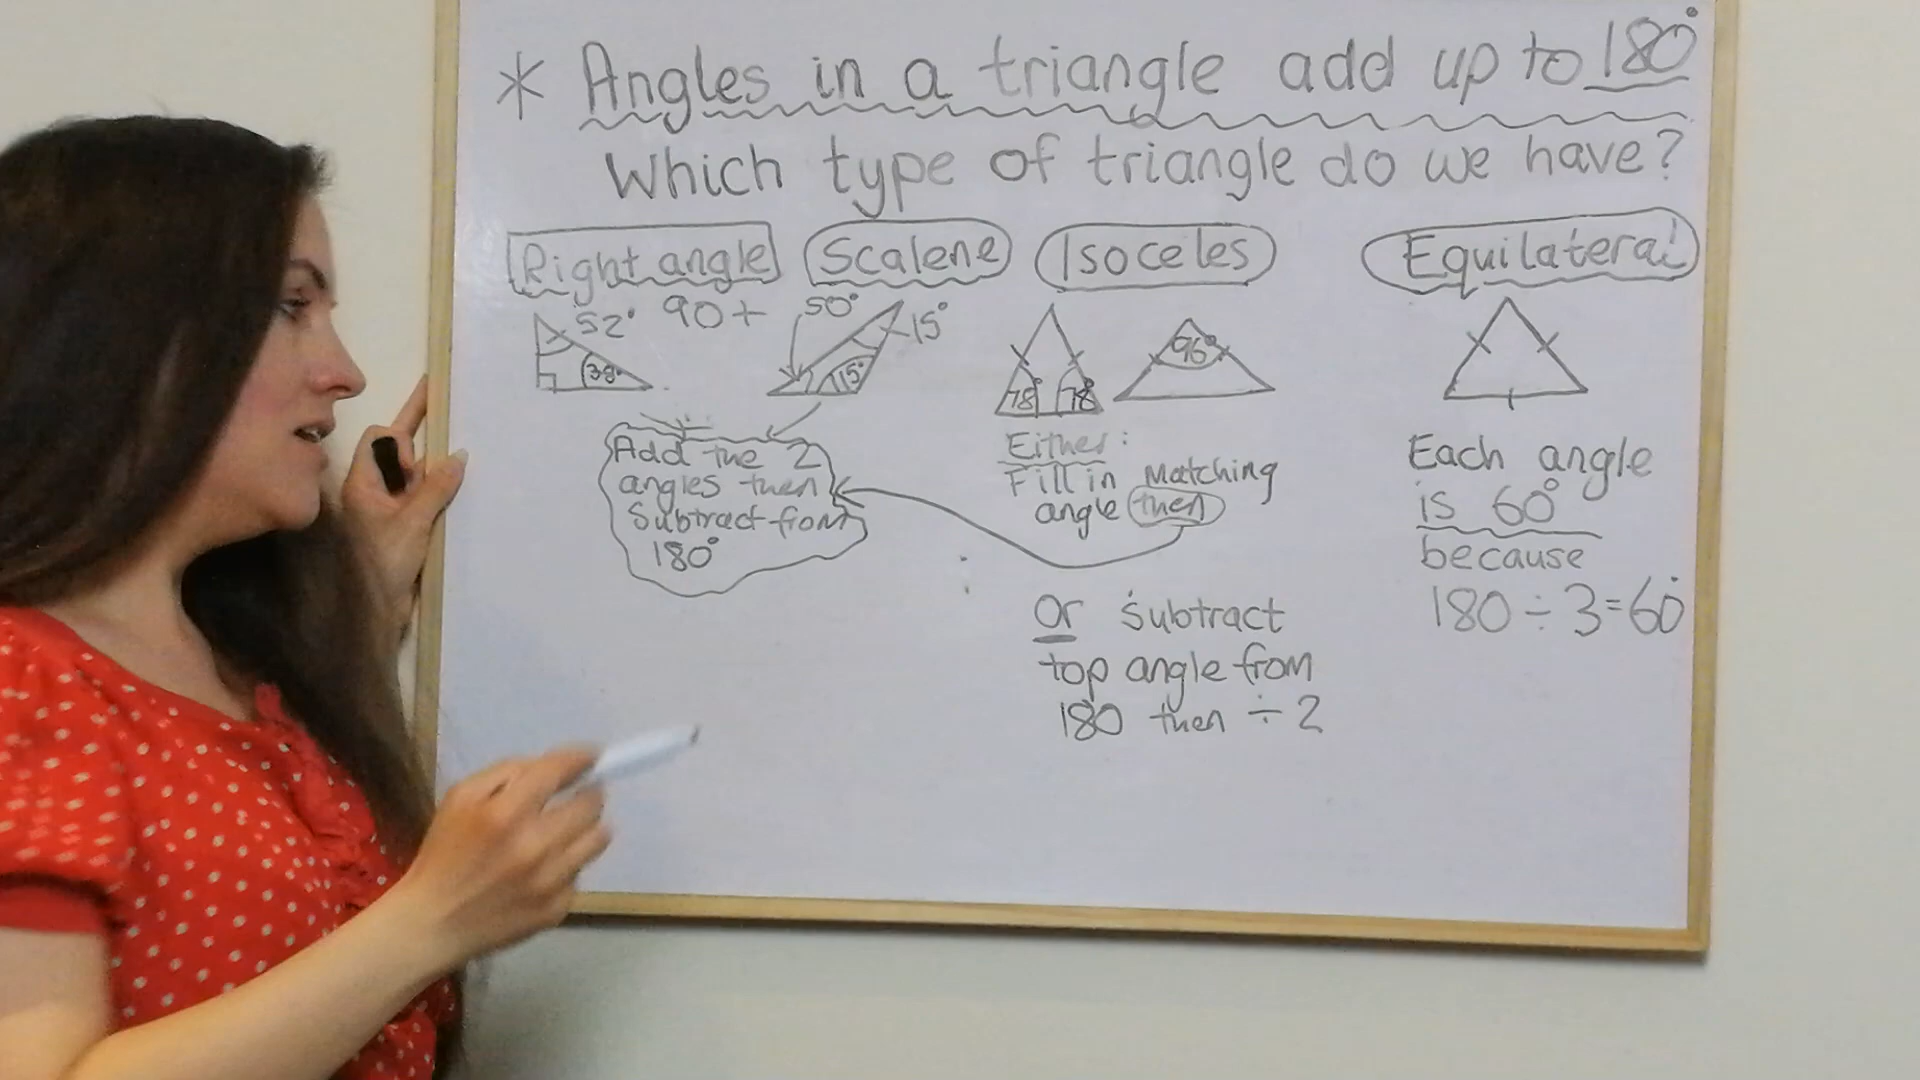 * Angles in a triangle add up to 180°
Which type of triangle do we have?
Right angle
Scalene
Isoceles
Equilateral
52° 90+
38°
50°
15°
15°
78° 78°
96°
Add the 2
angles then
Subtract from
180°
Either:
Fill in Matching
angle then
Or subtract
top angle from
180 then ÷ 2
Each angle
is 60°
because
180 ÷ 3 = 60°